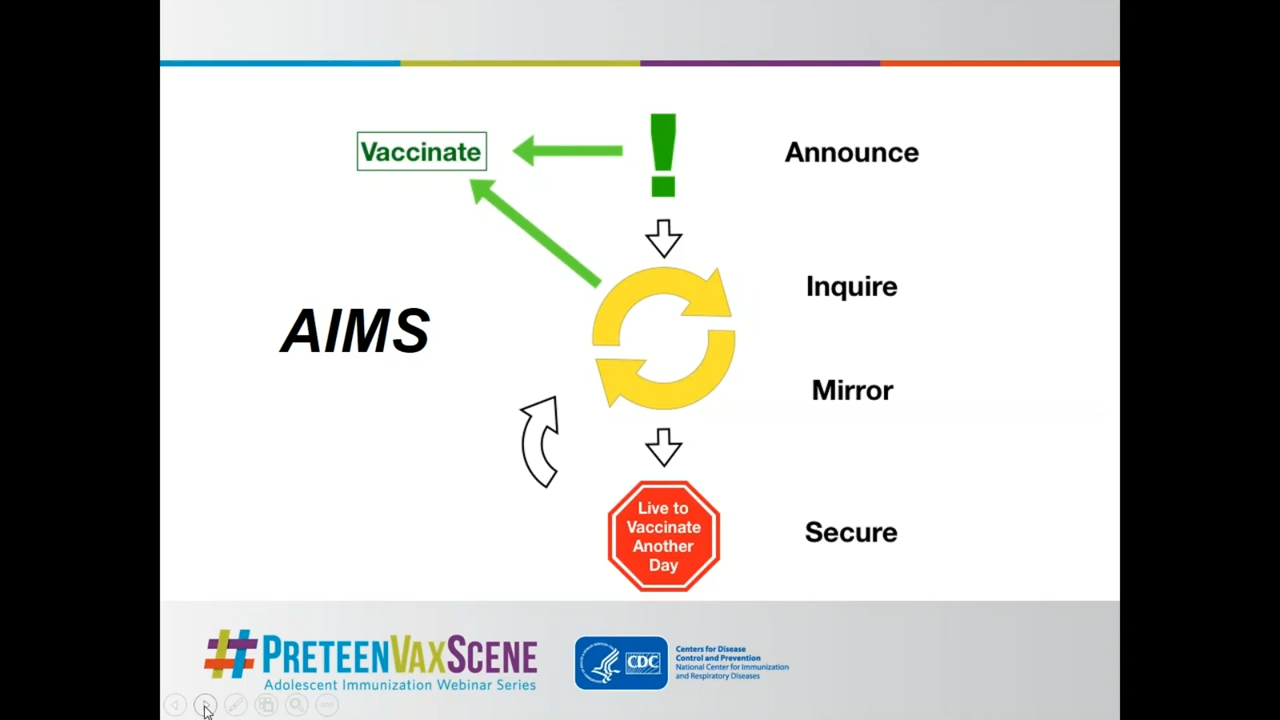 Vaccinate
!
Announce
Inquire
AIMS
Mirror
Live to
Vaccinate
Another
Day
Secure
#PRETEENVAXSCENE
Adolescent Immunization Webinar Series
CDC
Centers for Disease
Control and Prevention
National Center for Immunization
and Respiratory Diseases